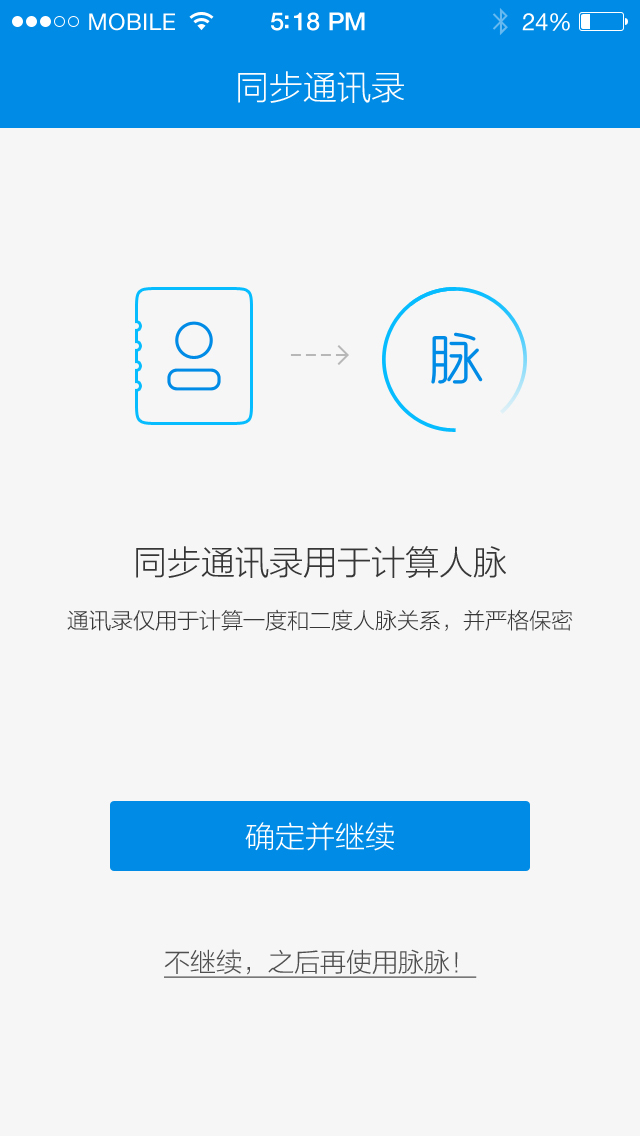 MOBILE 5:18 PM 24%
同步通讯录
脉
同步通讯录用于计算人脉
通讯录仅用于计算一度和二度人脉关系，并严格保密
确定并继续
不继续，之后再使用脉脉！